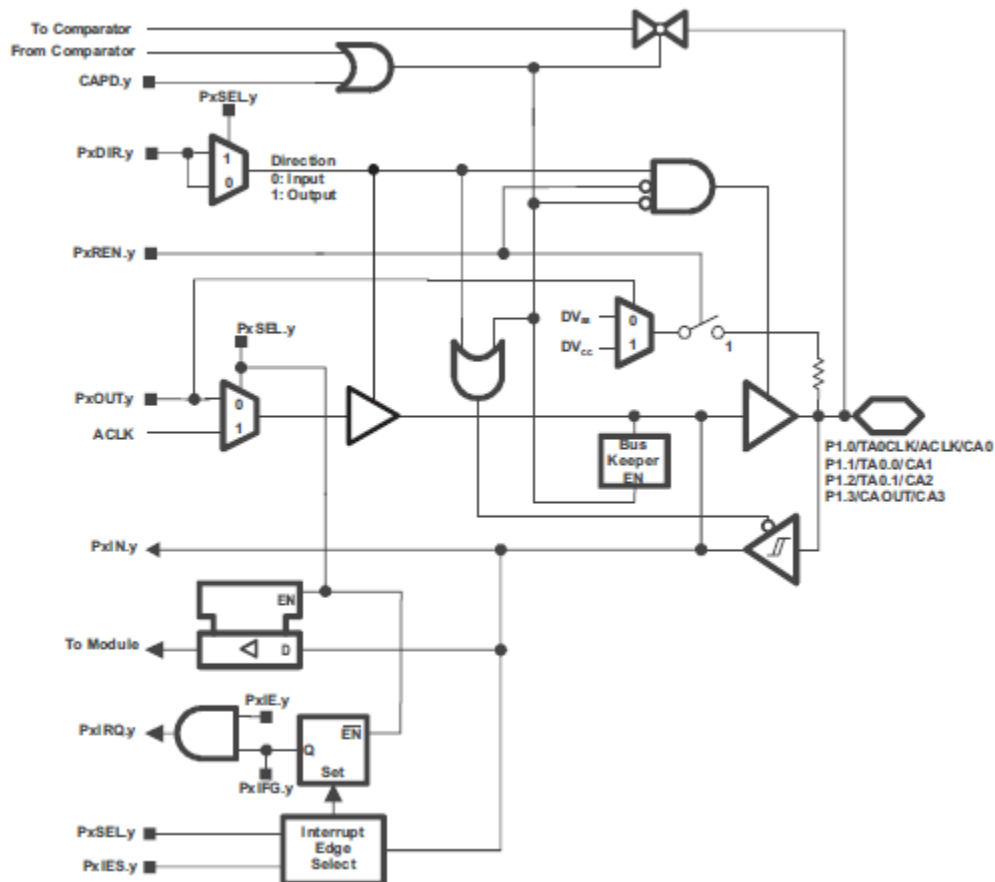 To Comparator
From Comparator
CAPD.y
PxSEL.y
PxDIR.y
1
0
Direction
0: Input
1: Output
PxREN.y
PxSEL.y
DVss
DVcc
0
1
1
PxOUT.y
ACLK
0
1
Bus
Keeper
EN
P1.0/TA0CLK/ACLK/CA0
P1.1/TA0.0/CA1
P1.2/TA0.1/CA2
P1.3/CAOUT/CA3
PxIN.y
EN
To Module
D
PxIE.y
PxIRQ.y
Q
EN
Set
PxIFG.y
PxSEL.y
PxIES.y
Interrupt
Edge
Select